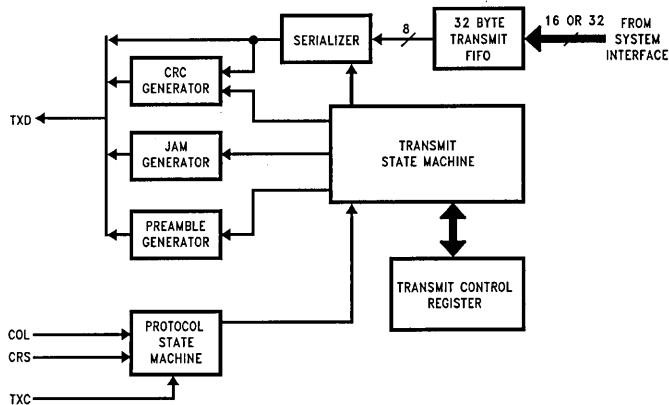 SERIALIZER
8
32 BYTE
TRANSMIT
FIFO
16 OR 32
FROM
SYSTEM
INTERFACE
CRC
GENERATOR
TXD
JAM
GENERATOR
TRANSMIT
STATE MACHINE
PREAMBLE
GENERATOR
TRANSMIT CONTROL
REGISTER
PROTOCOL
STATE
MACHINE
COL
CRS
TXC